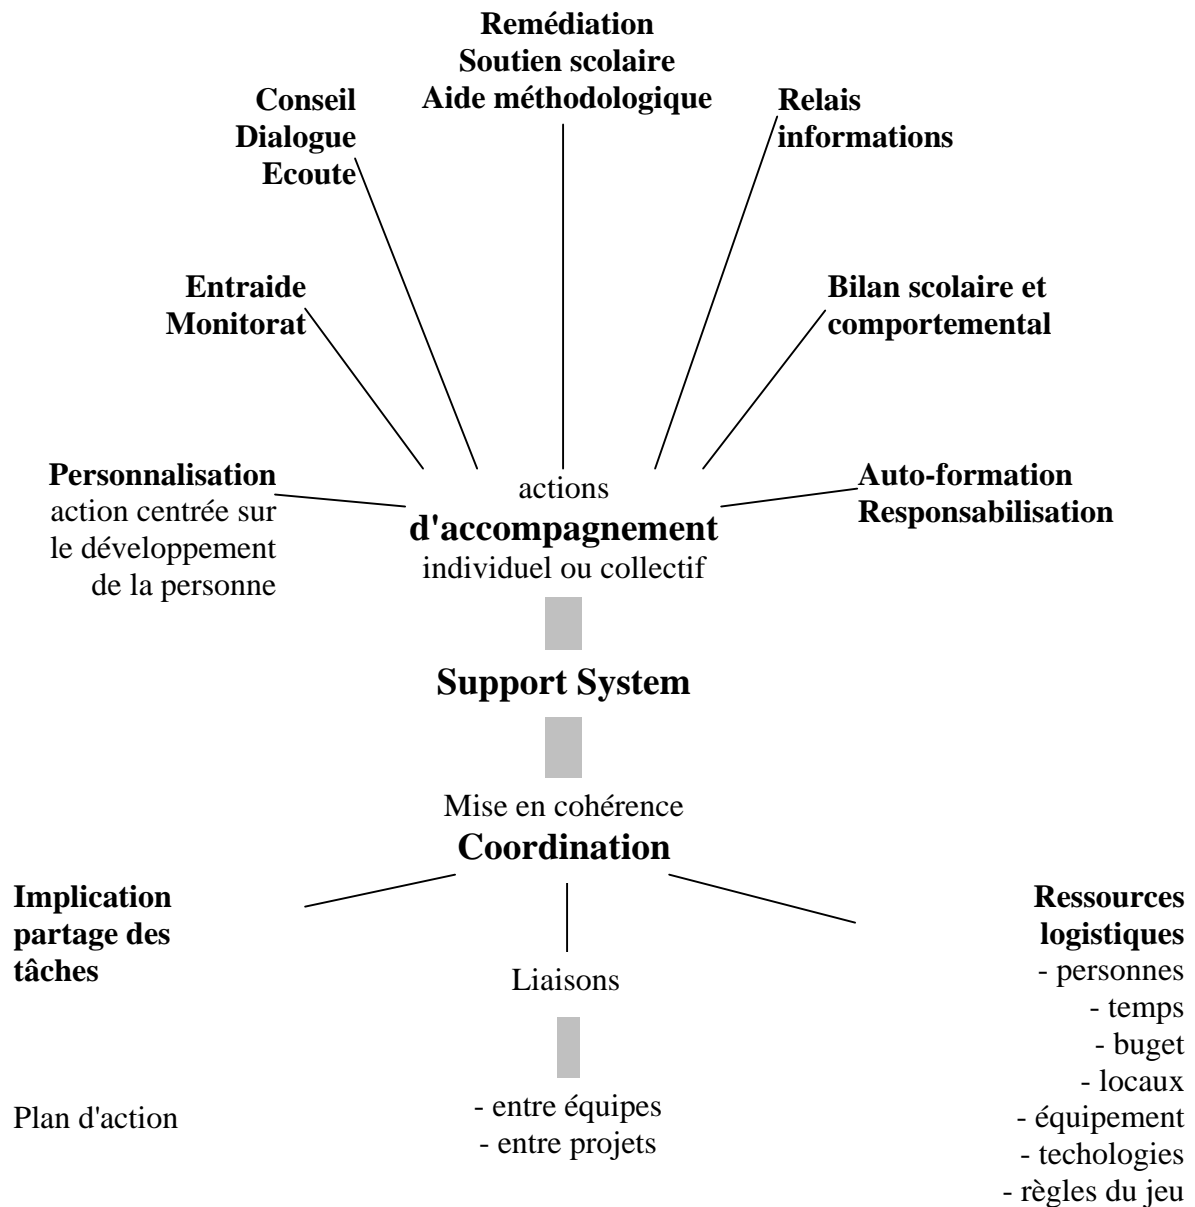 Remédiation
Soutien scolaire
Aide méthodologique
Conseil
Dialogue
Ecoute
Relais
informations
Entraide
Monitorat
Bilan scolaire et
comportemental
Personnalisation
action centrée sur
le développement
de la personne
actions
d'accompagnement
individuel ou collectif
Auto-formation
Responsabilisation
Support System
Mise en cohérence
Coordination
Implication
partage des
tâches
Liaisons
- entre équipes
- entre projets
Ressources
logistiques
- personnes
- temps
- buget
- locaux
- équipement
- techologies
- règles du jeu
Plan d'action